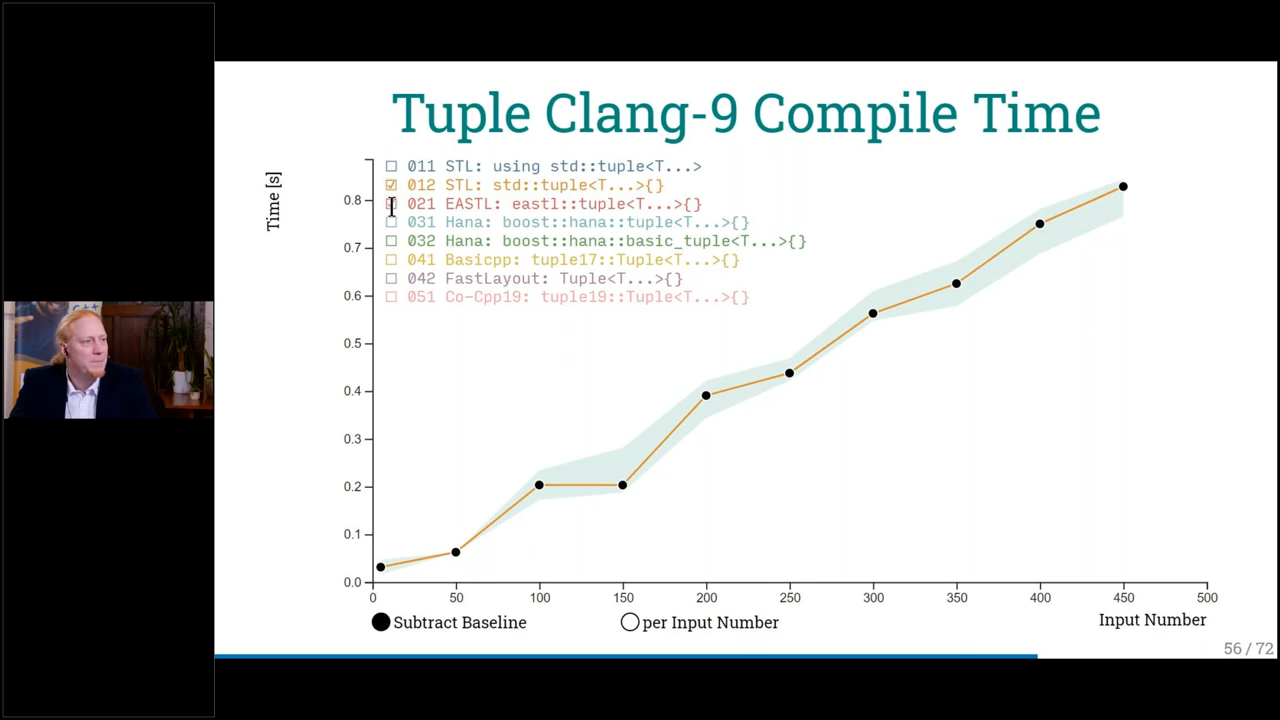 Tuple Clang-9 Compile Time
Time [s]
011 STL: using std::tuple<T...>
012 STL: std::tuple<T...>{}
021 EASTL: eastl::tuple<T...>{}
031 Hana: boost::hana::tuple<T...>{}
032 Hana: boost::hana::basic_tuple<T...>{}
041 Basicpp: tuple17::Tuple<T...>{}
042 FastLayout: Tuple<T...>{}
051 Co-Cpp19: tuple19::Tuple<T...>{}
0.8
0.7
0.6
0.5
0.4
0.3
0.2
0.1
0.0
0 50 100 150 200 250 300 350 400 450 500
Subtract Baseline per Input Number Input Number
56 / 72